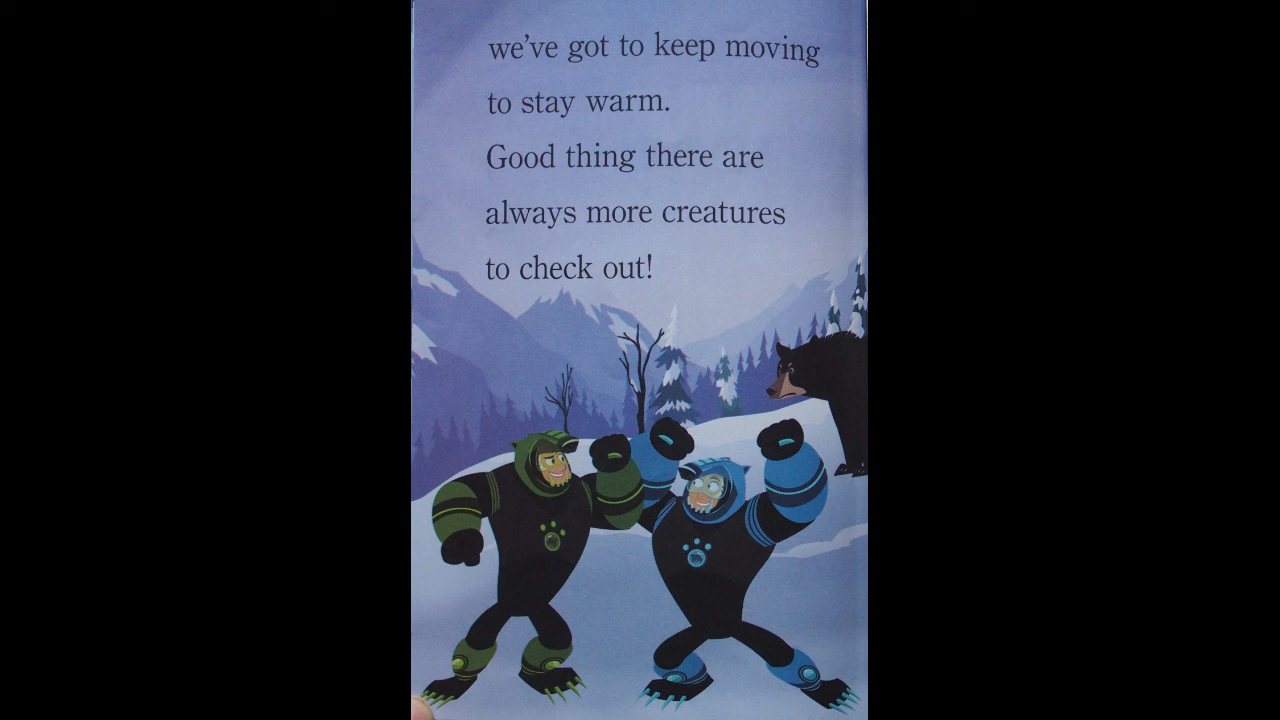 we've got to keep moving
to stay warm.
Good thing there are
always more creatures
to check out!